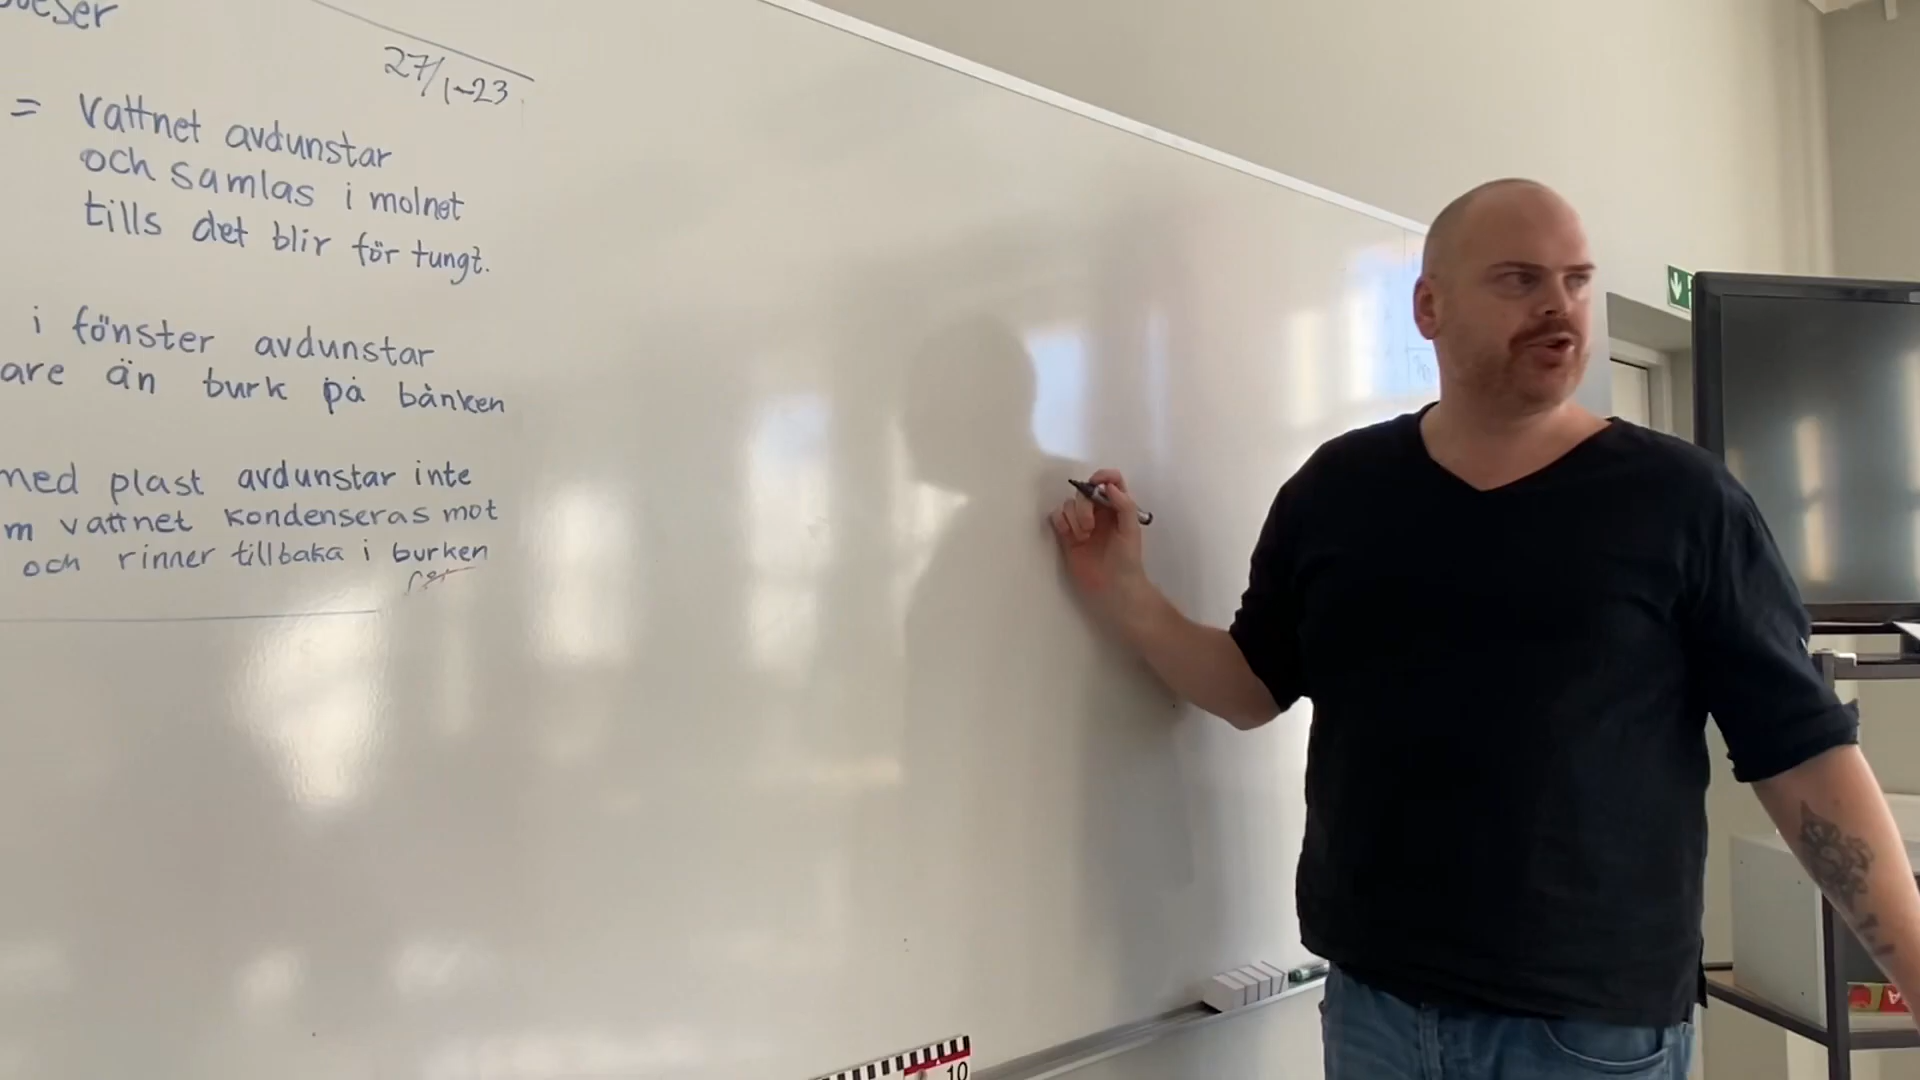 27/1-23
= vattnet avdunstar
och samlas i molnet
tills det blir för tungt.
i fönster avdunstar
are än burk på bänken
med plast avdunstar inte
m vattnet kondenseras mot
och rinner tillbaka i burken
10